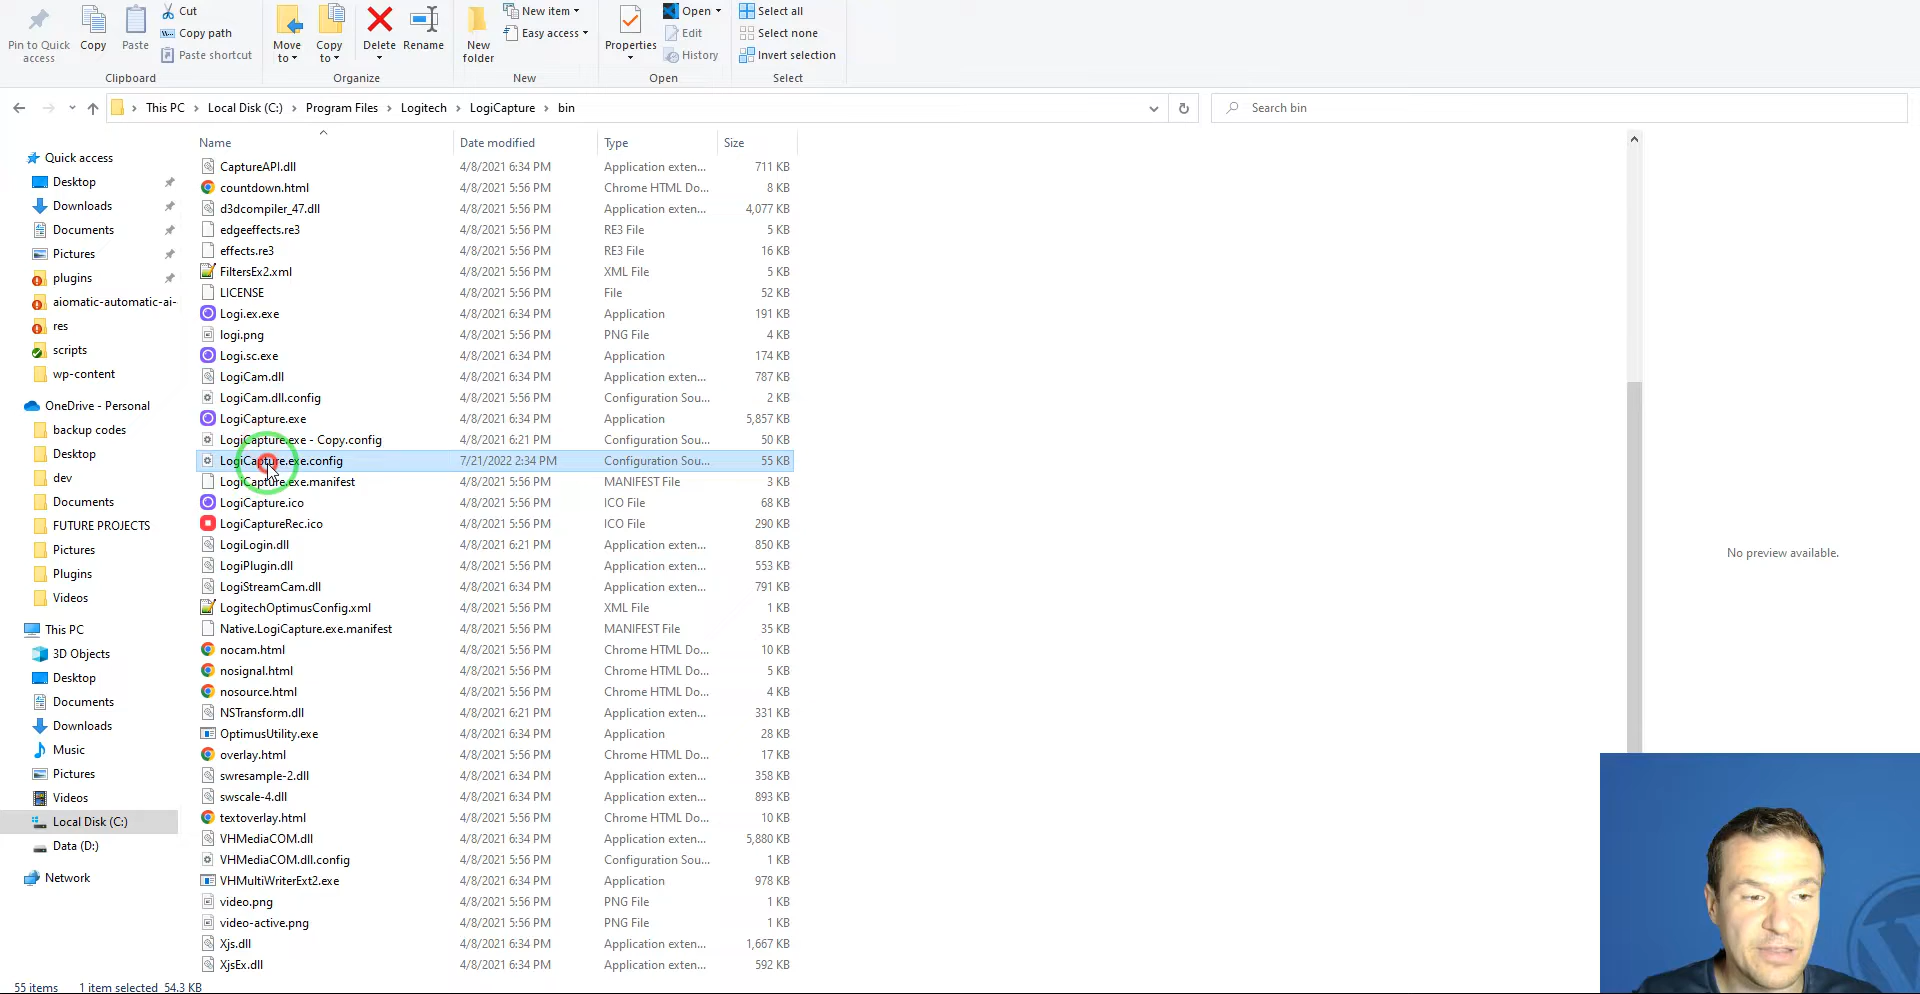 Pin to Quick access
Copy
Paste
Cut
Copy path
Paste shortcut
Clipboard
Move to
Copy to
Delete
Rename
Organize
New folder
New item
Easy access
New
Properties
Open
Edit
History
Open
Select all
Select none
Invert selection
Select
This PC > Local Disk (C:) > Program Files > Logitech > LogiCapture > bin
Search bin
Quick access
Desktop
Downloads
Documents
Pictures
plugins
aiomatic-automatic-ai-
res
scripts
wp-content
OneDrive - Personal
backup codes
Desktop
dev
Documents
FUTURE PROJECTS
Pictures
Plugins
Videos
This PC
3D Objects
Desktop
Documents
Downloads
Music
Pictures
Videos
Local Disk (C:)
Data (D:)
Network
Name Date modified Type Size
CaptureAPI.dll 4/8/2021 6:34 PM Application exten... 711 KB
countdown.html 4/8/2021 5:56 PM Chrome HTML Do... 8 KB
d3dcompiler_47.dll 4/8/2021 5:56 PM Application exten... 4,077 KB
edgeeffects.re3 4/8/2021 5:56 PM RE3 File 5 KB
effects.re3 4/8/2021 5:56 PM RE3 File 16 KB
FiltersEx2.xml 4/8/2021 5:56 PM XML File 5 KB
LICENSE 4/8/2021 5:56 PM File 52 KB
Logi.ex.exe 4/8/2021 6:34 PM Application 191 KB
logi.png 4/8/2021 5:56 PM PNG File 4 KB
Logi.sc.exe 4/8/2021 6:34 PM Application 174 KB
LogiCam.dll 4/8/2021 6:34 PM Application exten... 787 KB
LogiCam.dll.config 4/8/2021 5:56 PM Configuration Sou... 2 KB
LogiCapture.exe 4/8/2021 6:34 PM Application 5,857 KB
LogiCapture.exe - Copy.config 4/8/2021 6:21 PM Configuration Sou... 50 KB
LogiCapture.exe.config 7/21/2022 2:34 PM Configuration Sou... 55 KB
LogiCapture.exe.manifest 4/8/2021 5:56 PM MANIFEST File 3 KB
LogiCapture.ico 4/8/2021 5:56 PM ICO File 68 KB
LogiCaptureRec.ico 4/8/2021 5:56 PM ICO File 290 KB
LogiLogin.dll 4/8/2021 6:21 PM Application exten... 850 KB
LogiPlugin.dll 4/8/2021 5:56 PM Application exten... 553 KB
LogiStreamCam.dll 4/8/2021 6:34 PM Application exten... 791 KB
LogitechOptimusConfig.xml 4/8/2021 5:56 PM XML File 1 KB
Native.LogiCapture.exe.manifest 4/8/2021 5:56 PM MANIFEST File 35 KB
nocam.html 4/8/2021 5:56 PM Chrome HTML Do... 10 KB
nosignal.html 4/8/2021 5:56 PM Chrome HTML Do... 5 KB
nosource.html 4/8/2021 5:56 PM Chrome HTML Do... 4 KB
NSTransform.dll 4/8/2021 6:21 PM Application exten... 331 KB
OptimusUtility.exe 4/8/2021 6:34 PM Application 28 KB
overlay.html 4/8/2021 5:56 PM Chrome HTML Do... 17 KB
swresample-2.dll 4/8/2021 6:34 PM Application exten... 358 KB
swscale-4.dll 4/8/2021 6:34 PM Application exten... 893 KB
textoverlay.html 4/8/2021 5:56 PM Chrome HTML Do... 10 KB
VHMediaCOM.dll 4/8/2021 6:34 PM Application exten... 5,880 KB
VHMediaCOM.dll.config 4/8/2021 5:56 PM Configuration Sou... 1 KB
VHMultiWriterExt2.exe 4/8/2021 6:34 PM Application 978 KB
video.png 4/8/2021 5:56 PM PNG File 1 KB
video-active.png 4/8/2021 5:56 PM PNG File 1 KB
Xjs.dll 4/8/2021 6:34 PM Application exten... 1,667 KB
XjsEx.dll 4/8/2021 6:34 PM Application exten... 592 KB
No preview available.
55 items 1 item selected 54.3 KB